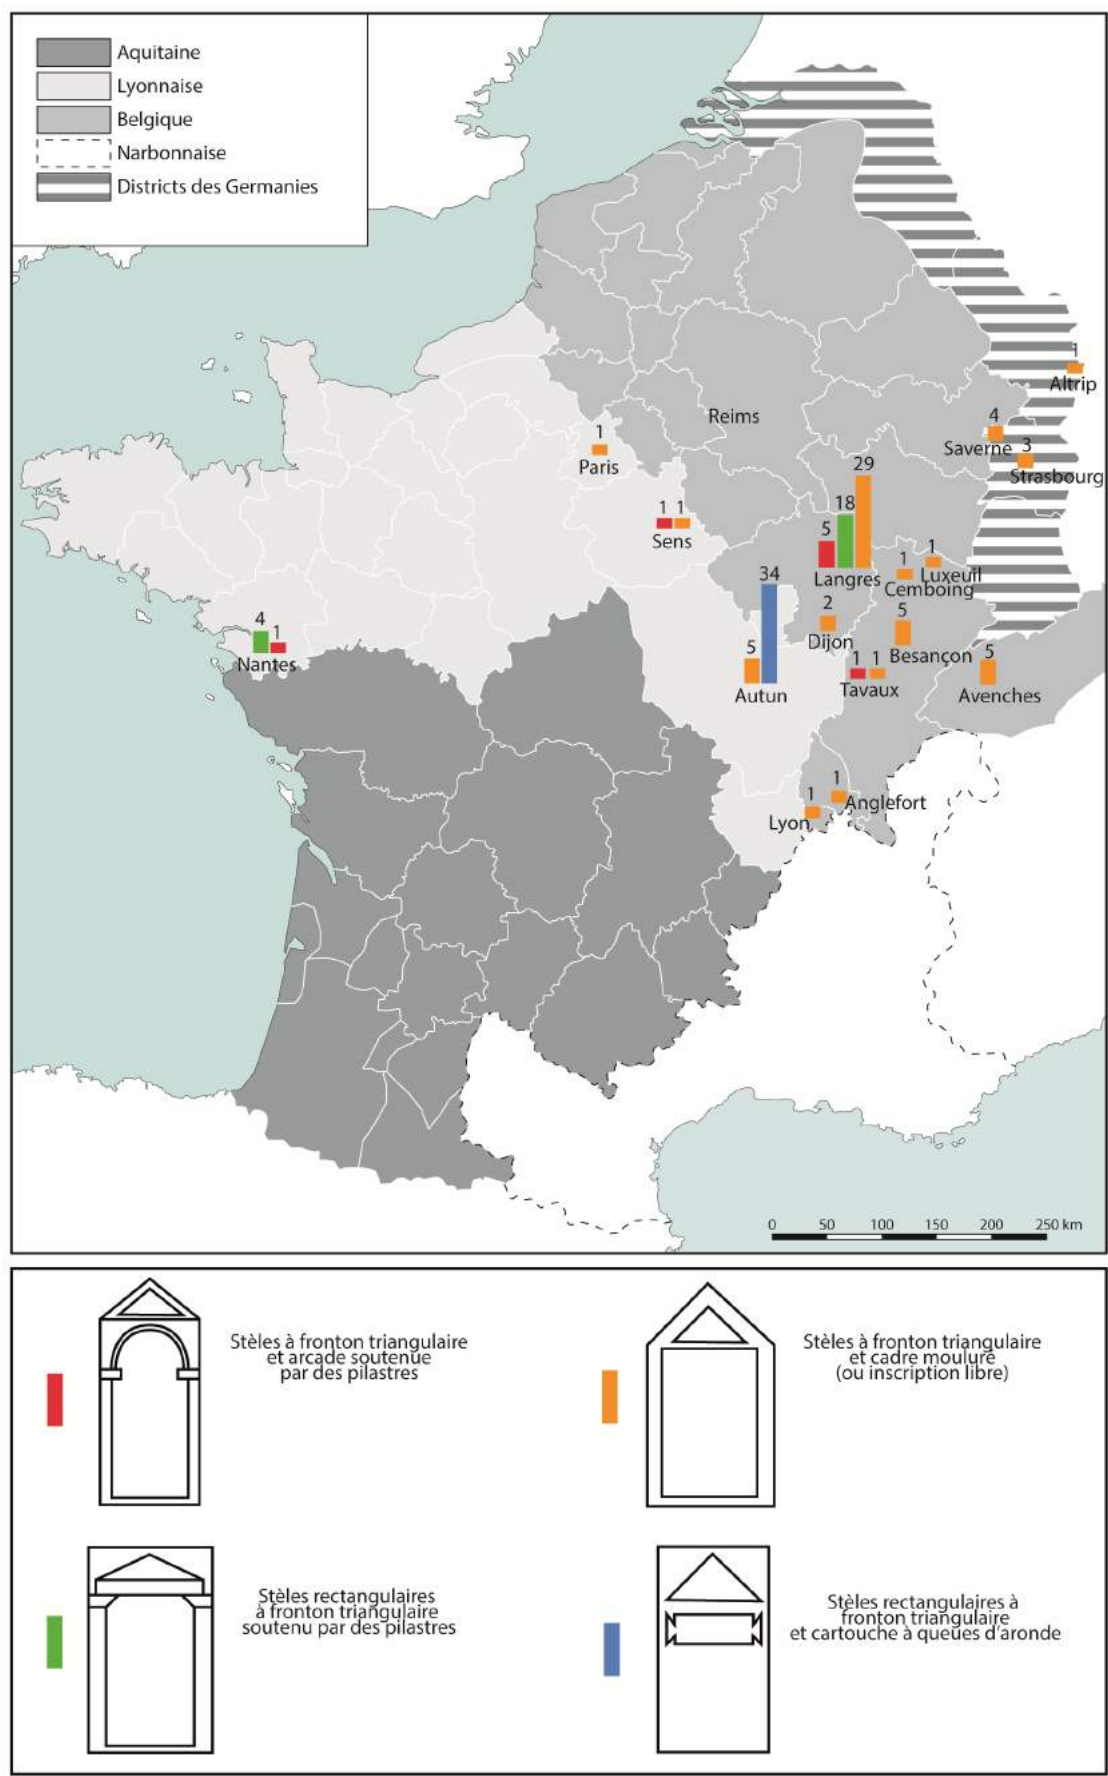 Aquitaine
Lyonnaise
Belgique
Narbonnaise
Districts des Germanies
1
Altrip
Reims
4
Saverne
3
Strasbourg
1
Paris
29
18
5
Langres
1 1
Sens
1
Luxeuil
1
Cemboing
34
5
Autun
2
Dijon
5
Besançon
4
1
Nantes
1 1
Tavaux
5
Avenches
1
Anglefort
1
Lyon
0 50 100 150 200 250 km
Stèles à fronton triangulaire
et arcade soutenue
par des pilastres
Stèles à fronton triangulaire
et cadre mouluré
(ou inscription libre)
Stèles rectangulaires
à fronton triangulaire
soutenu par des pilastres
Stèles rectangulaires à
fronton triangulaire
et cartouche à queues d'aronde